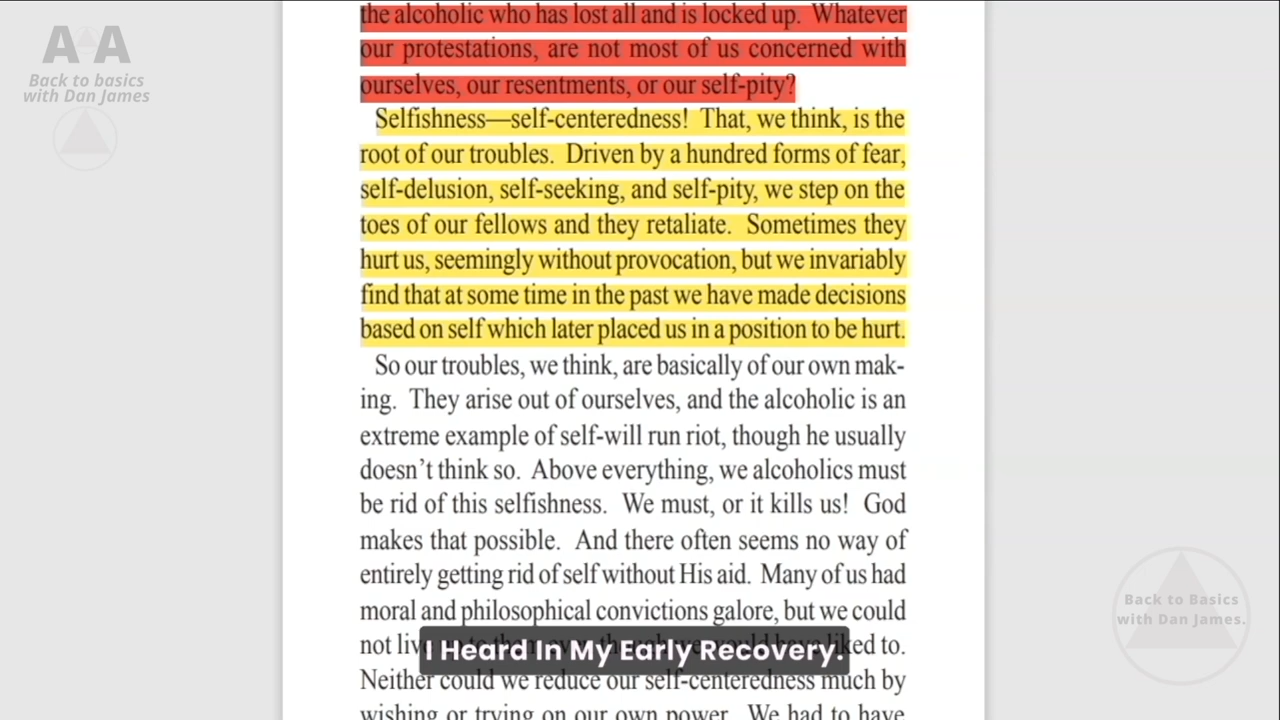 A A
Back to basics
with Dan James
the alcoholic who has lost all and is locked up. Whatever
our protestations, are not most of us concerned with
ourselves, our resentments, or our self-pity?
Selfishness—self-centeredness! That, we think, is the
root of our troubles. Driven by a hundred forms of fear,
self-delusion, self-seeking, and self-pity, we step on the
toes of our fellows and they retaliate. Sometimes they
hurt us, seemingly without provocation, but we invariably
find that at some time in the past we have made decisions
based on self which later placed us in a position to be hurt.
So our troubles, we think, are basically of our own mak-
ing. They arise out of ourselves, and the alcoholic is an
extreme example of self-will run riot, though he usually
doesn't think so. Above everything, we alcoholics must
be rid of this selfishness. We must, or it kills us! God
makes that possible. And there often seems no way of
entirely getting rid of self without His aid. Many of us had
moral and philosophical convictions galore, but we could
not to.
I Heard In My Early Recovery.
Neither could we reduce our self-centeredness much by
wishing or trying on our own power. We had to have
Back to Basics
with Dan James.